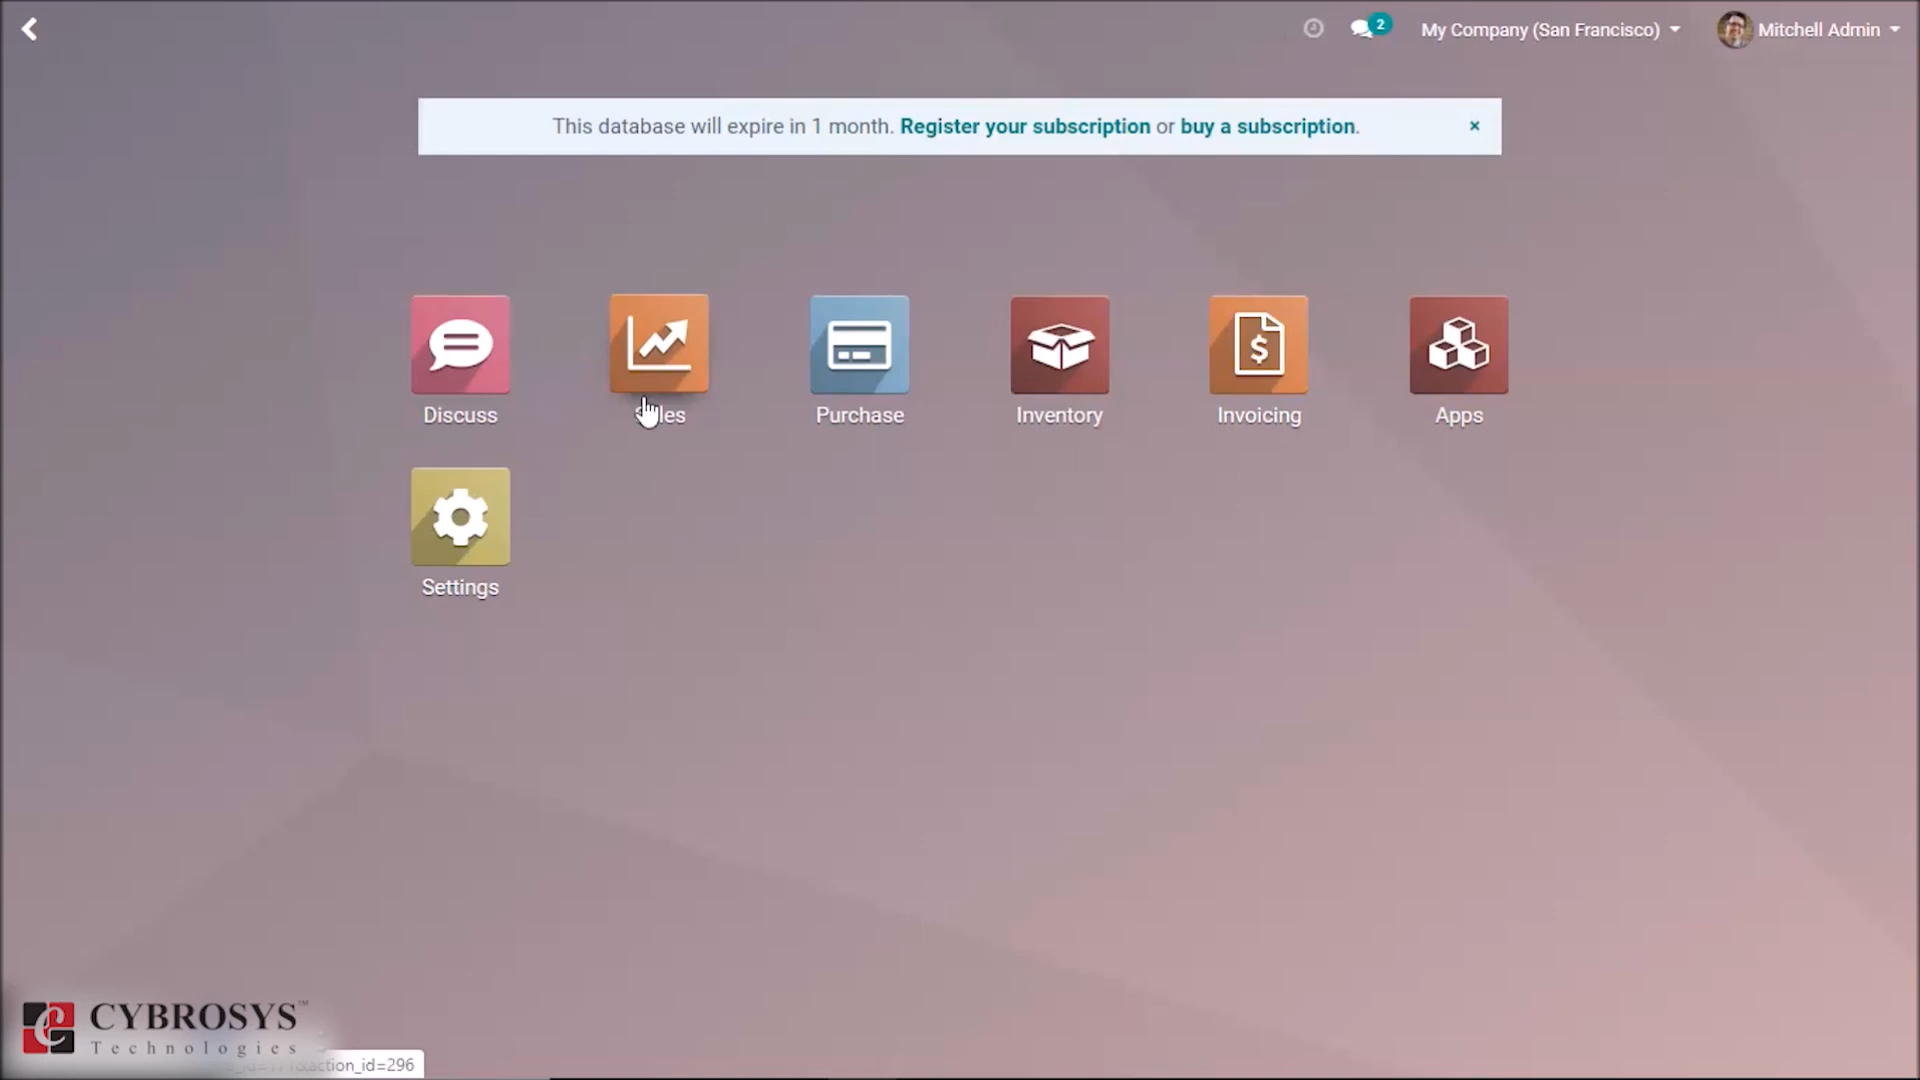 2
My Company (San Francisco)
Mitchell Admin
This database will expire in 1 month. Register your subscription or buy a subscription.
×
Discuss
Purchase
Inventory
Invoicing
Apps
Settings
CYBROSYS™
Technologies
action_id=296